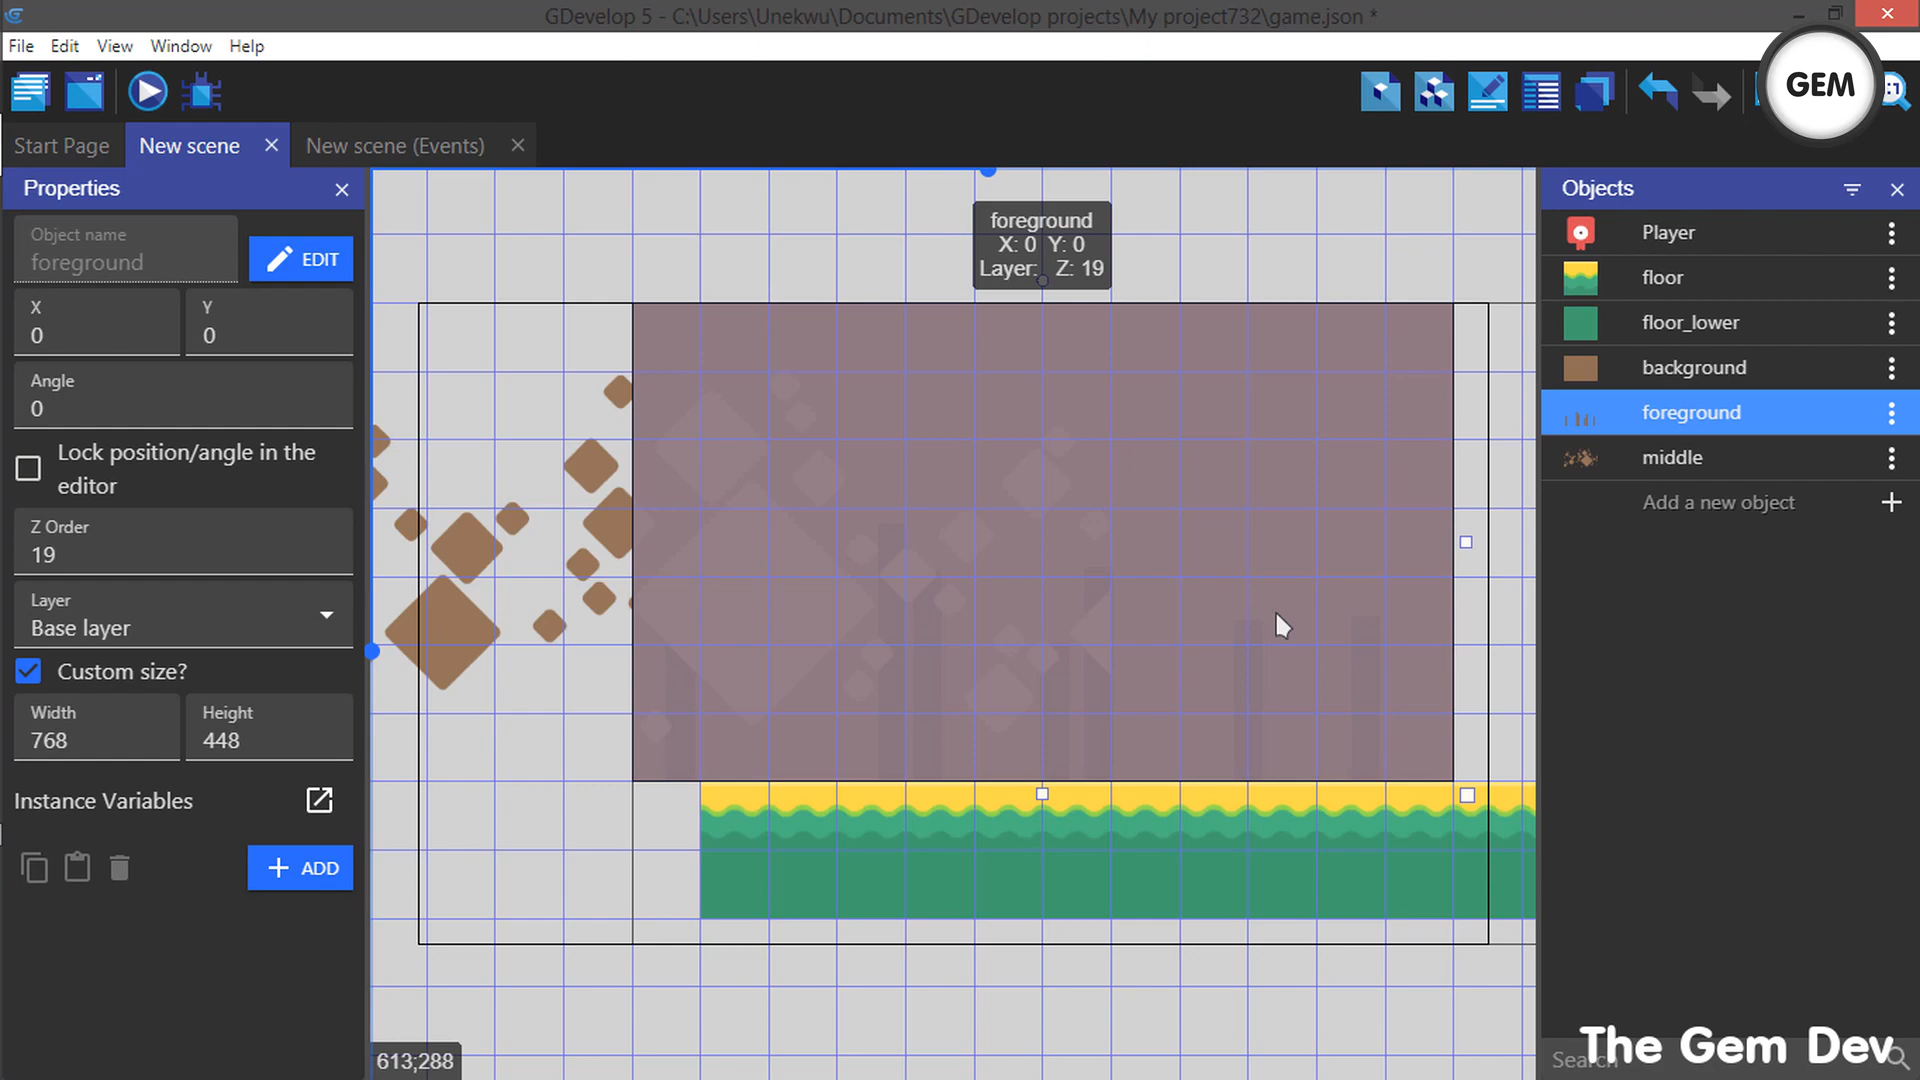 GDevelop 5 - C:\Users\Unekwu\Documents\GDevelop projects\My project732\game.json *
File Edit View Window Help
GEM
1:1
Start Page New scene New scene (Events)
Properties
Object name
foreground
EDIT
X
0
Y
0
Angle
0
Lock position/angle in the
editor
Z Order
19
Layer
Base layer
Custom size?
Width
768
Height
448
Instance Variables
ADD
foreground
X: 0 Y: 0
Layer: Z: 19
613;288
Objects
Player
floor
floor_lower
background
foreground
middle
Add a new object
Search
The Gem Dev